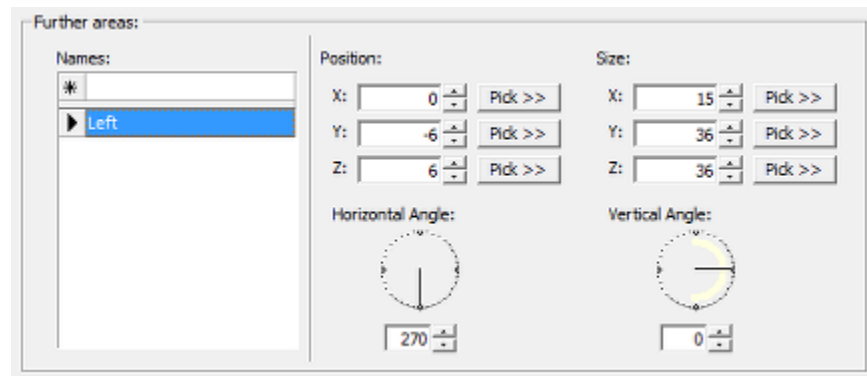 Further areas:
Names:
Position:
Size:
*
X: 0 Pick >>
X: 15 Pick >>
Left
Y: -6 Pick >>
Y: 36 Pick >>
Z: 6 Pick >>
Z: 36 Pick >>
Horizontal Angle:
Vertical Angle:
270
0